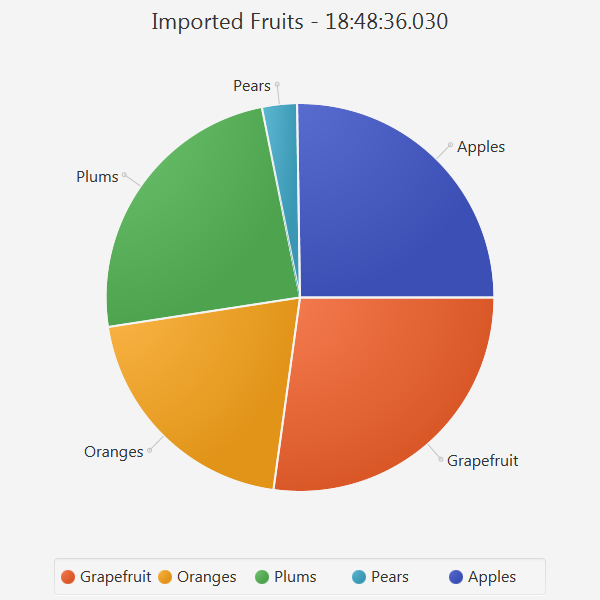 Imported Fruits - 18:48:36.030
Pears
Apples
Plums
Oranges
Grapefruit
Grapefruit Oranges Plums Pears Apples